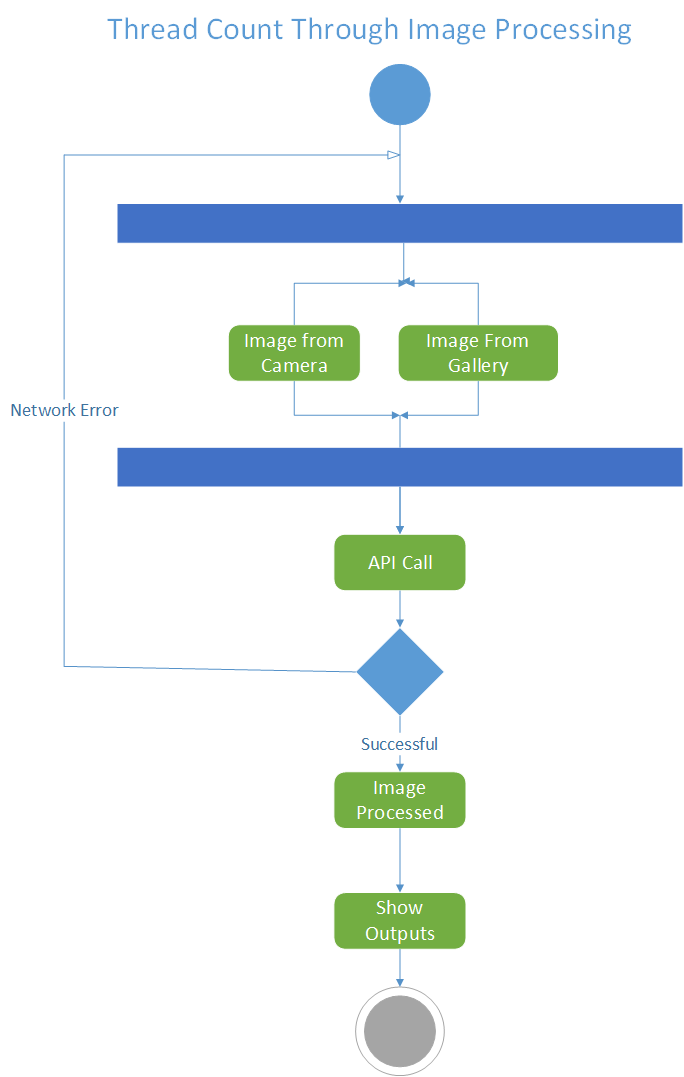 Thread Count Through Image Processing
Image from
Camera
Image From
Gallery
Network Error
API Call
Successful
Image
Processed
Show
Outputs